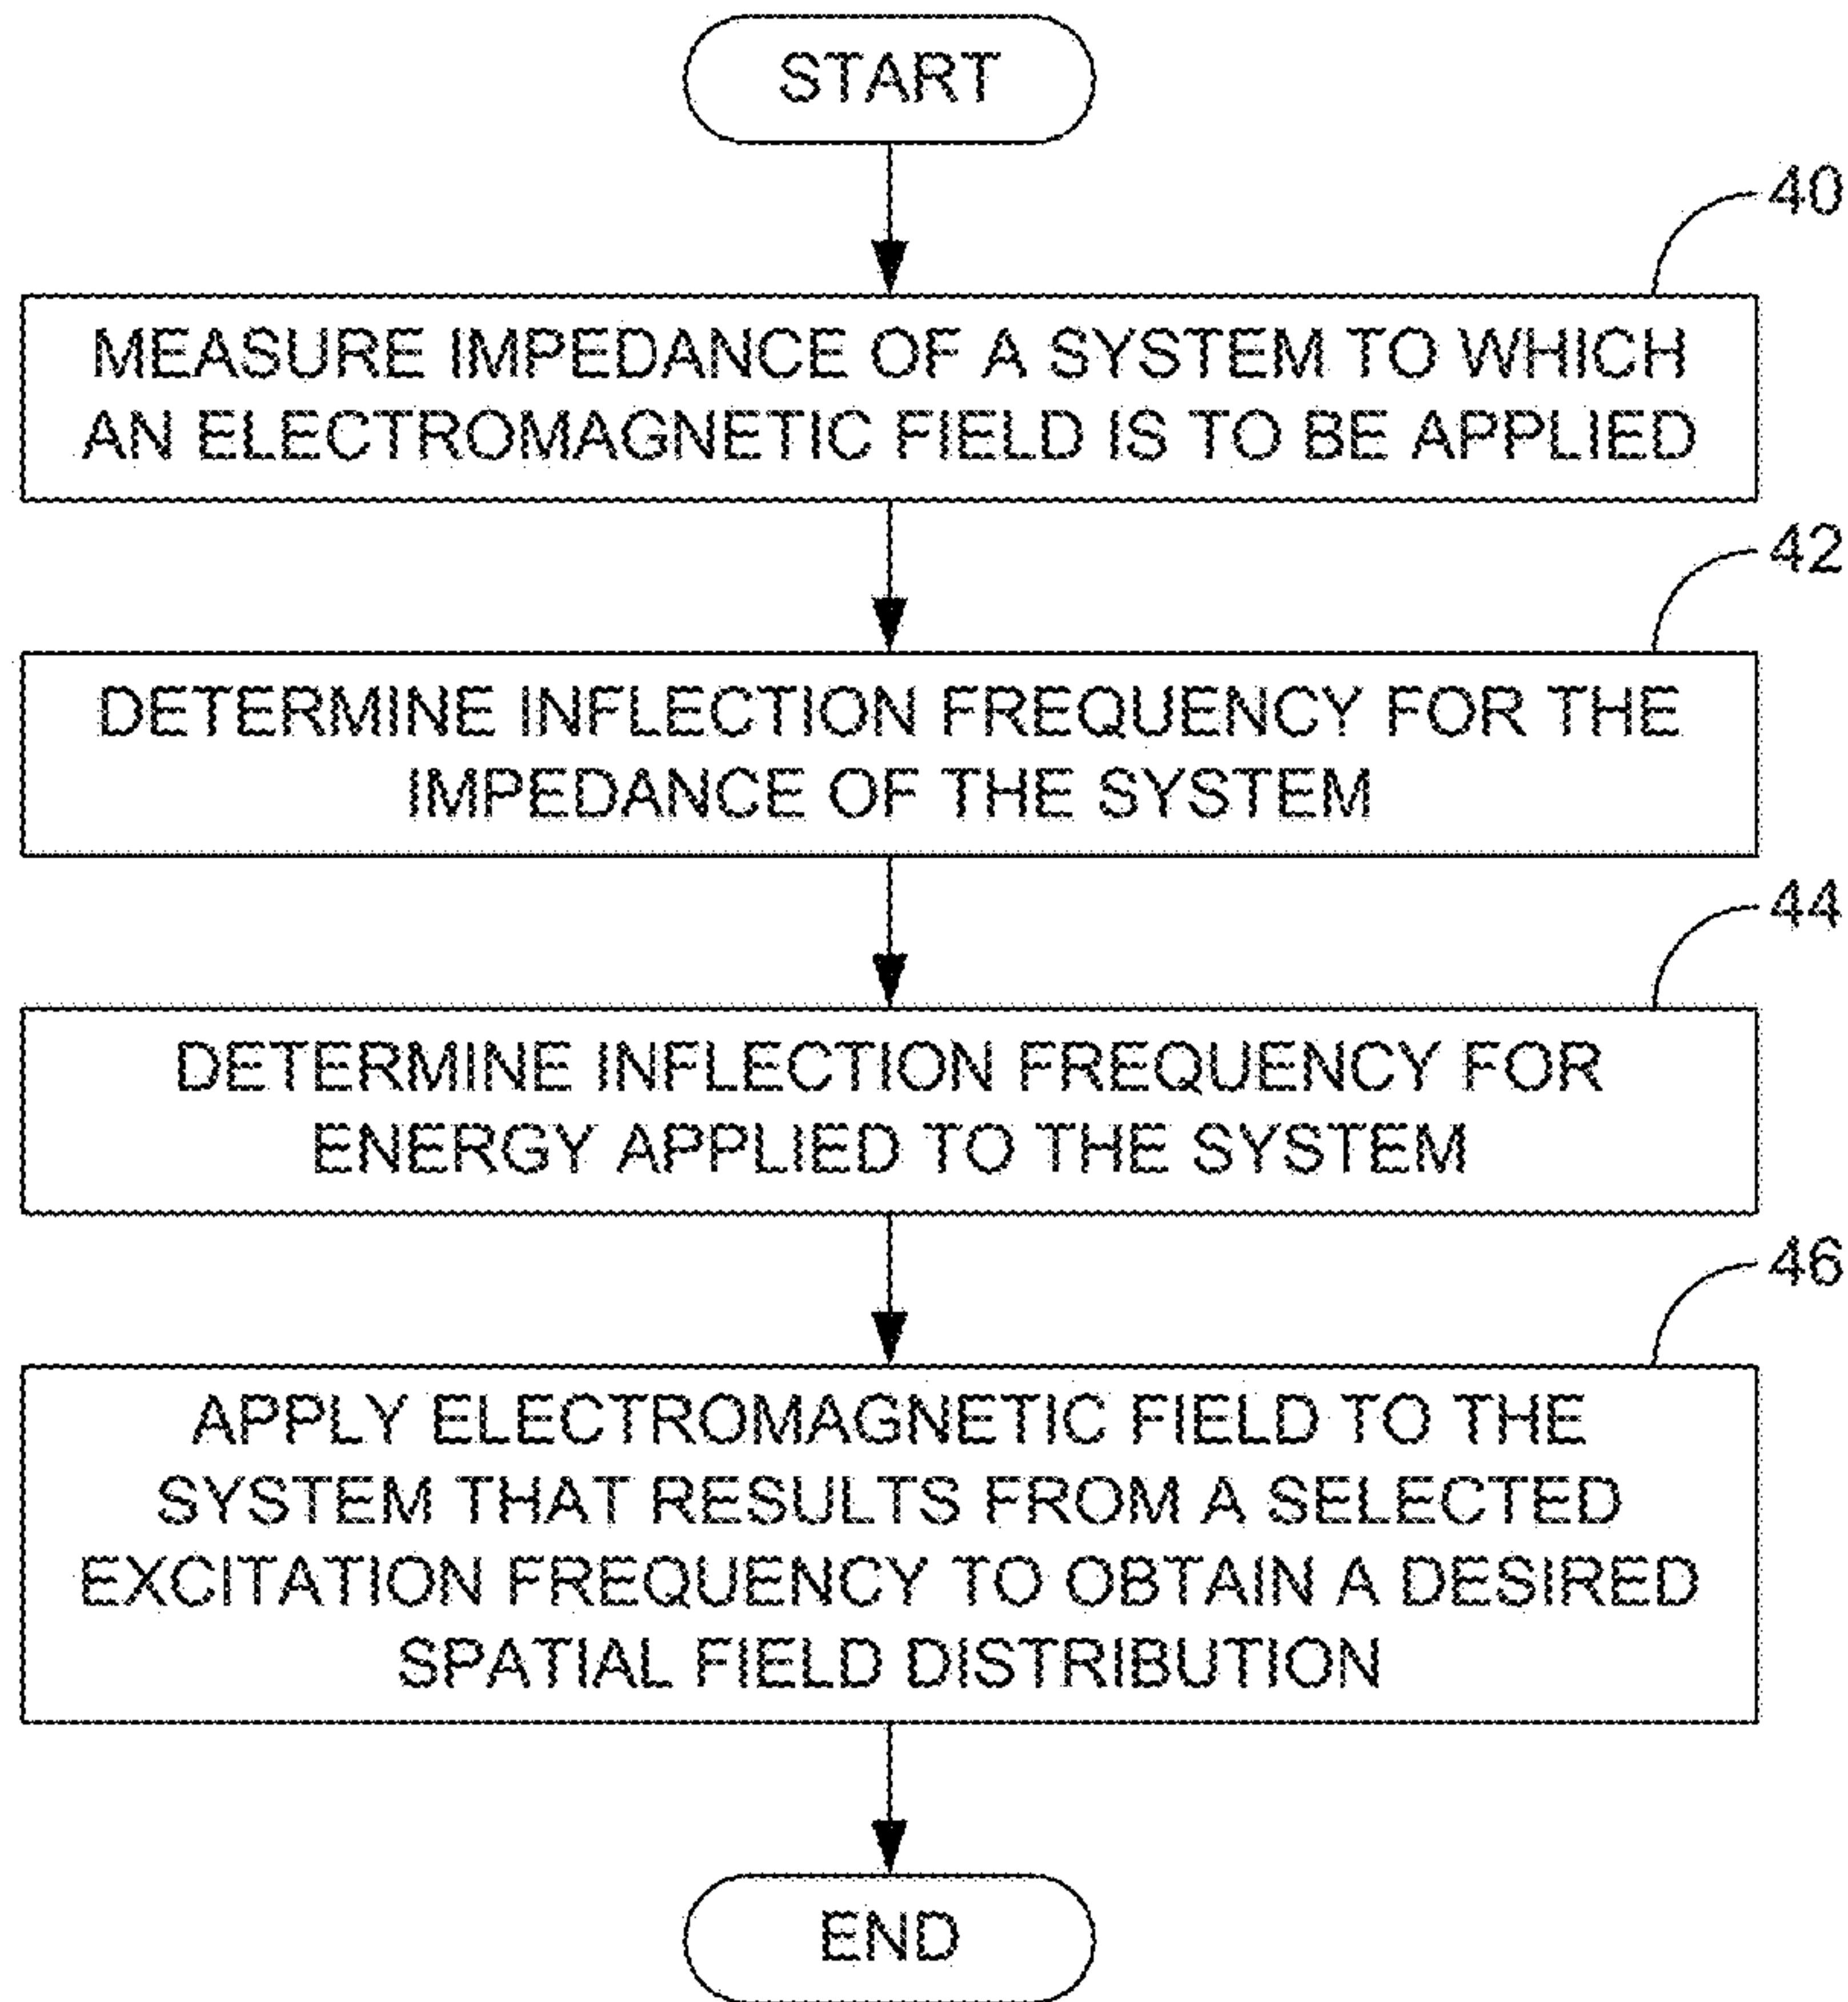 START
40
MEASURE IMPEDANCE OF A SYSTEM TO WHICH
AN ELECTROMAGNETIC FIELD IS TO BE APPLIED
42
DETERMINE INFLECTION FREQUENCY FOR THE
IMPEDANCE OF THE SYSTEM
44
DETERMINE INFLECTION FREQUENCY FOR
ENERGY APPLIED TO THE SYSTEM
46
APPLY ELECTROMAGNETIC FIELD TO THE
SYSTEM THAT RESULTS FROM A SELECTED
EXCITATION FREQUENCY TO OBTAIN A DESIRED
SPATIAL FIELD DISTRIBUTION
END